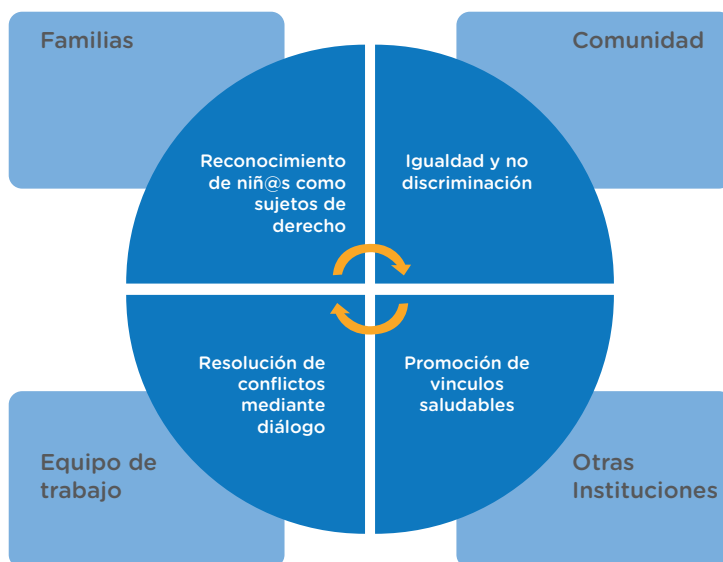 Familias
Comunidad
Reconocimiento
de niñ@s como
sujetos de
derecho
Igualdad y no
discriminación
Resolución de
conflictos
mediante
diálogo
Promoción de
vinculos
saludables
Equipo de
trabajo
Otras
Instituciones